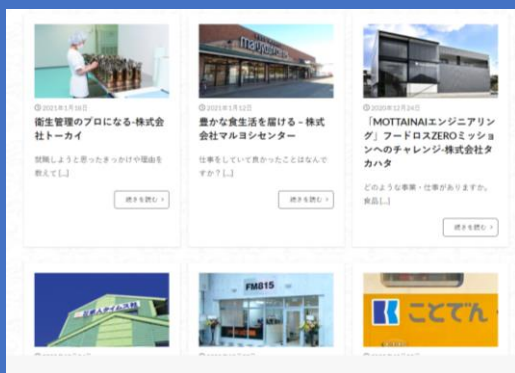 2021年1月18日
衛生管理のプロになる-株式会
社トーカイ
就職しようと思ったきっかけや理由を
教えて [...]
続きを読む
2021年1月12日
豊かな食生活を届ける – 株式
会社マルヨシセンター
仕事をしていて良かったことはなんで
すか？ [...]
続きを読む
2020年12月24日
「MOTTAINAIエンジニアリン
グ」フードロスZEROミッショ
ンへのチャレンジ-株式会社タ
カハタ
どのような事業・仕事がありますか。
食品 [...]
続きを読む
FM815
ことでん